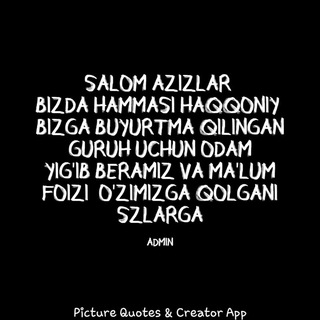 SALOM AZIZLAR
BIZDA HAMMASI HAQQONIY
BIZGA BUYURTMA QILINGAN
GURUH UCHUN ODAM
YIG'IB BERAMIZ VA MA'LUM
FOIZI O'ZIMIZGA QOLGANI
SZLARGA
ADMIN
Picture Quotes & Creator App